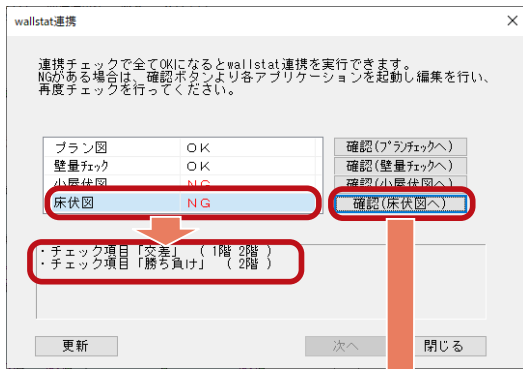 wallstat連携
連携チェックで全てOKになるとwallstat連携を実行できます。
NGがある場合は、確認ボタンより各アプリケーションを起動し編集を行い、
再度チェックを行ってください。
プラン図 OK 確認(プランチェックへ)
壁量チェック OK 確認(壁量チェックへ)
小屋伏図 NG 確認(小屋伏図へ)
床伏図 NG 確認(床伏図へ)
・チェック項目「交差」 ( 1階 2階 )
・チェック項目「勝ち負け」 ( 2階 )
更新 次へ 閉じる